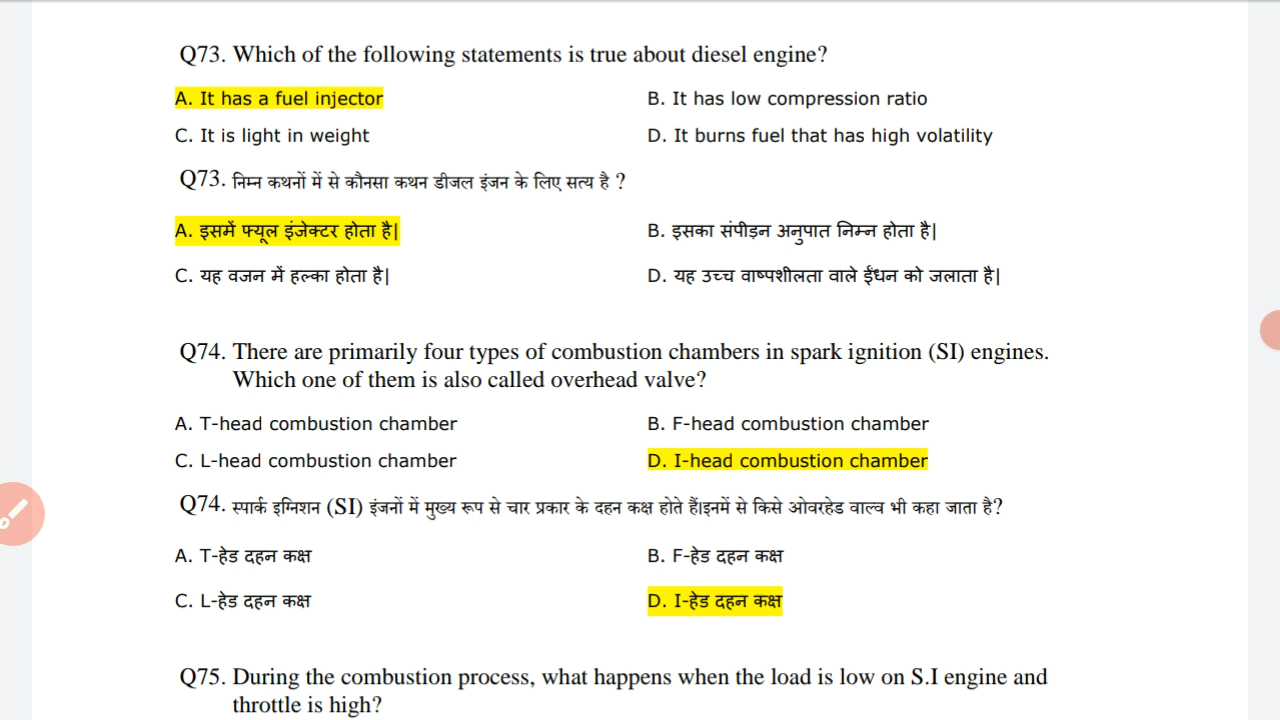 Q73. Which of the following statements is true about diesel engine?
A. It has a fuel injector
B. It has low compression ratio
C. It is light in weight
D. It burns fuel that has high volatility
Q73. निम्न कथनों में से कौनसा कथन डीजल इंजन के लिए सत्य है ?
A. इसमें फ्यूल इंजेक्टर होता है|
B. इसका संपीड़न अनुपात निम्न होता है|
C. यह वजन में हल्का होता है|
D. यह उच्च वाष्पशीलता वाले ईंधन को जलाता है|
Q74. There are primarily four types of combustion chambers in spark ignition (SI) engines.
Which one of them is also called overhead valve?
A. T-head combustion chamber
B. F-head combustion chamber
C. L-head combustion chamber
D. I-head combustion chamber
Q74. स्पार्क इग्निशन (SI) इंजनों में मुख्य रूप से चार प्रकार के दहन कक्ष होते हैं।इनमें से किसे ओवरहेड वाल्व भी कहा जाता है?
A. T-हेड दहन कक्ष
B. F-हेड दहन कक्ष
C. L-हेड दहन कक्ष
D. I-हेड दहन कक्ष
Q75. During the combustion process, what happens when the load is low on S.I engine and
throttle is high?